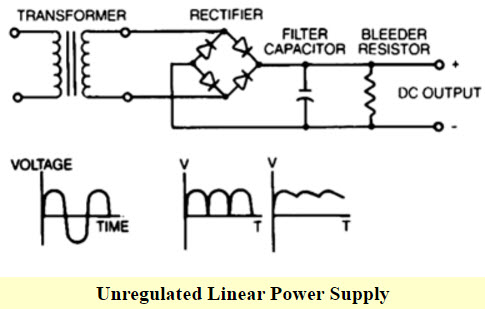 TRANSFORMER
RECTIFIER
FILTER
CAPACITOR
BLEEDER
RESISTOR
+
DC OUTPUT
-
VOLTAGE
TIME
V
T
V
T
Unregulated Linear Power Supply